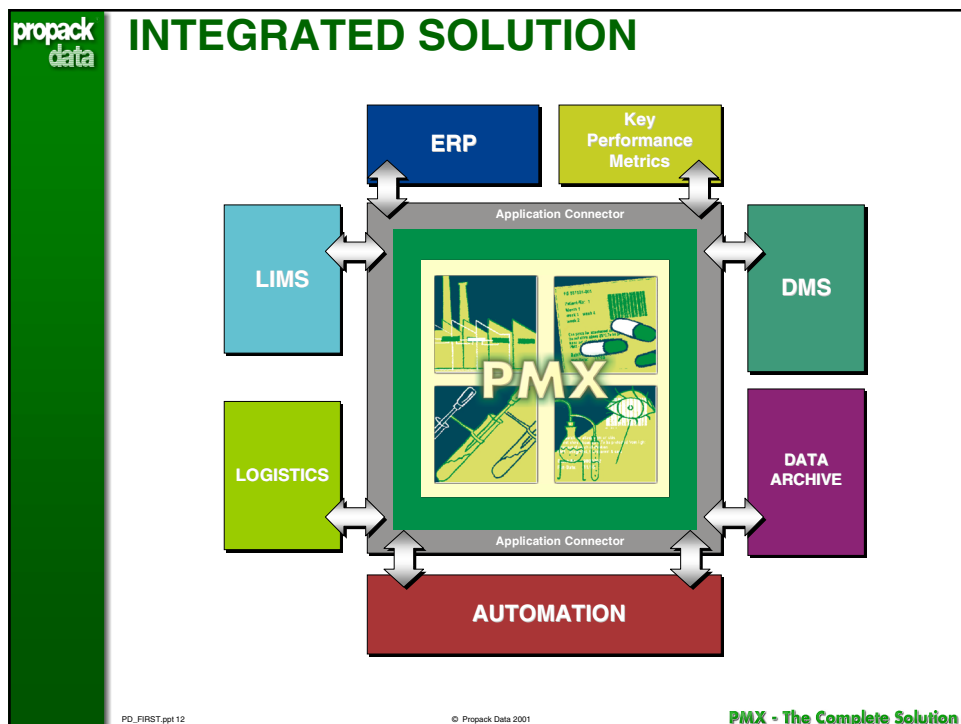 propack
data
INTEGRATED SOLUTION
ERP
Key
Performance
Metrics
Application Connector
LIMS
DMS
PMX
LOGISTICS
DATA
ARCHIVE
Application Connector
AUTOMATION
PD_FIRST.ppt 12
© Propack Data 2001
PMX - The Complete Solution